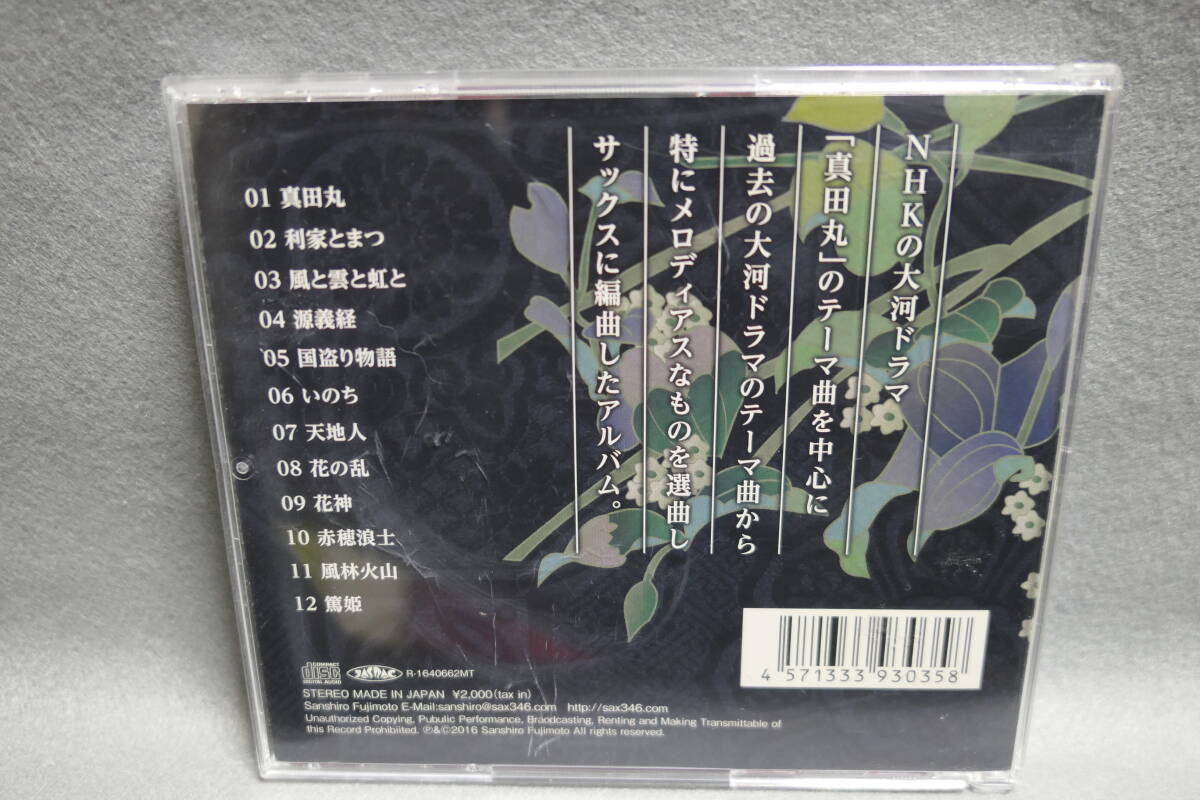 NHKの大河ドラマ
「真田丸」のテーマ曲を中心に
過去の大河ドラマのテーマ曲から
特にメロディアスなものを選曲し
サックスに編曲したアルバム。
01 真田丸
02 利家とまつ
03 風と雲と虹と
04 源義経
05 国盗り物語
06 いのち
07 天地人
08 花の乱
09 花神
10 赤穂浪士
11 風林火山
12 篤姫
COMPACT disc DIGITAL AUDIO JASRAC R-1640662MT
STEREO MADE IN JAPAN ¥2,000(tax in)
Sanshiro Fujimoto E-Mail:sanshiro@sax346.com http://sax346.com
Unauthorized Copying, Pubulic Performance, Braodcasting, Renting and Making Transmittable of
this Record Prohibiited. ℗&©2016 Sanshiro Fujimoto All rights reserved.
4 571333 930358